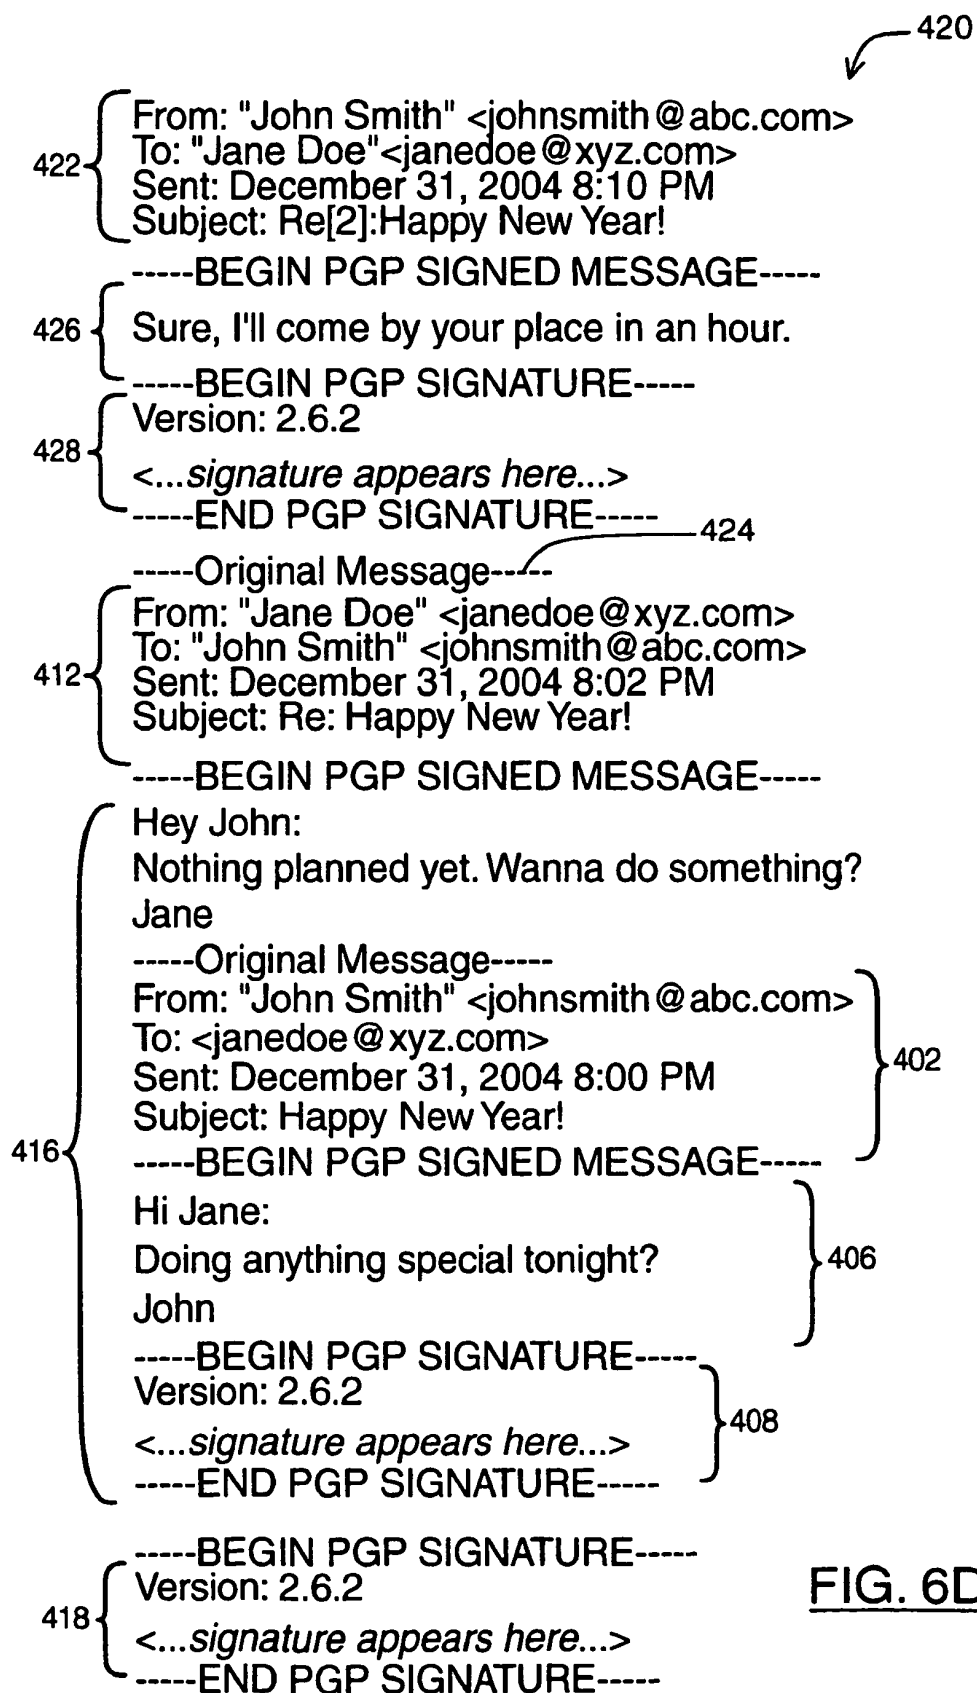 420
From: "John Smith" <johnsmith@abc.com>
To: "Jane Doe"<janedoe@xyz.com>
422
Sent: December 31, 2004 8:10 PM
Subject: Re[2]:Happy New Year!
-----BEGIN PGP SIGNED MESSAGE-----
426
Sure, I'll come by your place in an hour.
-----BEGIN PGP SIGNATURE-----
Version: 2.6.2
428
<...signature appears here...>
-----END PGP SIGNATURE-----
424
-----Original Message-----
From: "Jane Doe" <janedoe@xyz.com>
To: "John Smith" <johnsmith@abc.com>
412
Sent: December 31, 2004 8:02 PM
Subject: Re: Happy New Year!
-----BEGIN PGP SIGNED MESSAGE-----
Hey John:
Nothing planned yet. Wanna do something?
Jane
-----Original Message-----
From: "John Smith" <johnsmith@abc.com>
To: <janedoe@xyz.com>
402
Sent: December 31, 2004 8:00 PM
Subject: Happy New Year!
416
-----BEGIN PGP SIGNED MESSAGE-----
Hi Jane:
Doing anything special tonight?
406
John
-----BEGIN PGP SIGNATURE-----
Version: 2.6.2
408
<...signature appears here...>
-----END PGP SIGNATURE-----
-----BEGIN PGP SIGNATURE-----
Version: 2.6.2
FIG. 6D
418
<...signature appears here...>
-----END PGP SIGNATURE-----